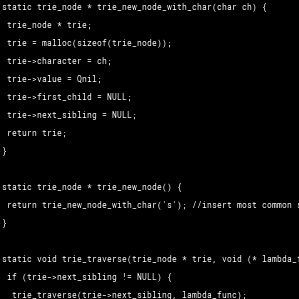 static trie_node * trie_new_node_with_char(char ch) {
trie_node * trie;
trie = malloc(sizeof(trie_node));
trie->character = ch;
trie->value = Qnil;
trie->first_child = NULL;
trie->next_sibling = NULL;
return trie;
}
static trie_node * trie_new_node() {
return trie_new_node_with_char('s'); //insert most common
}
static void trie_traverse(trie_node * trie, void (*
if (trie->next_sibling != NULL) {
trie_traverse(trie->next_sibling, lambda_func);